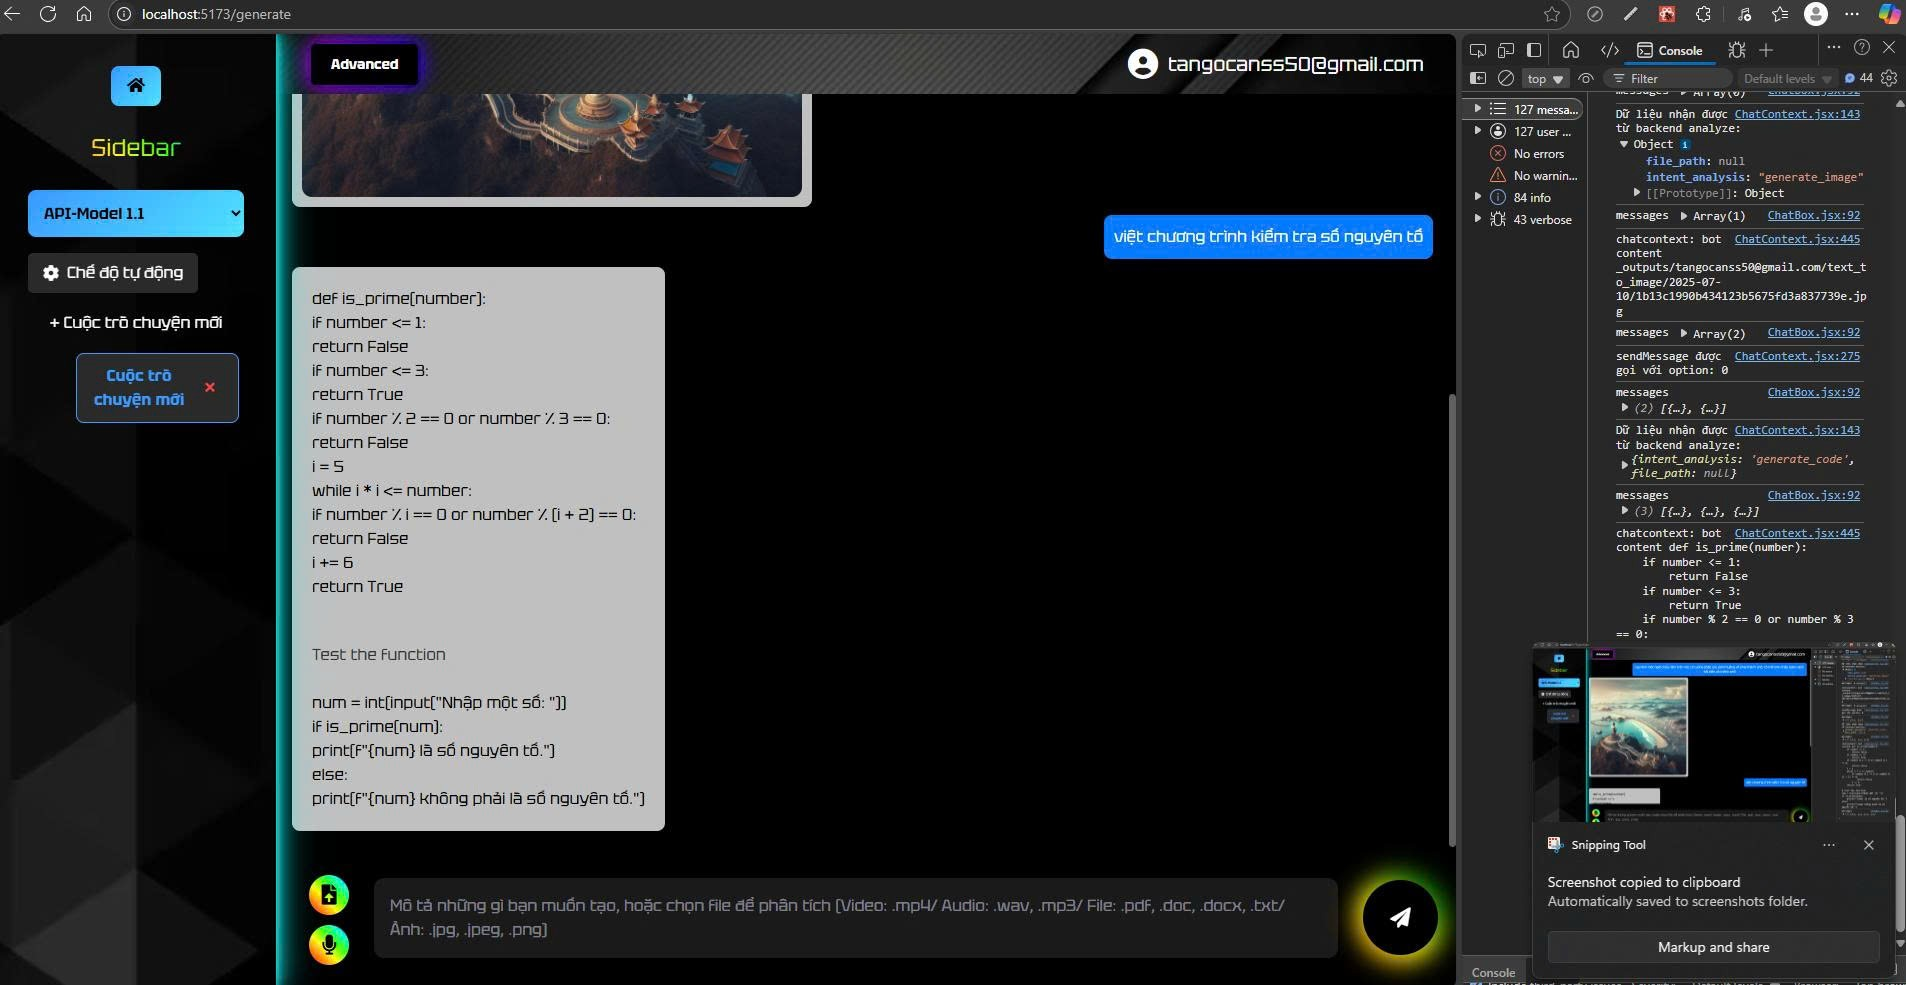 localhost:5173/generate
Sidebar
API-Model 1.1
Chế độ tự động
+ Cuộc trò chuyện mới
Cuộc trò
chuyện mới
Advanced
tangocanss50@gmail.com
việt chương trình kiểm tra số nguyên tố
def is_prime(number):
if number <= 1:
return False
if number <= 3:
return True
if number % 2 == 0 or number % 3 == 0:
return False
i = 5
while i * i <= number:
if number % i == 0 or number % (i + 2) == 0:
return False
i += 6
return True
Test the function
num = int(input("Nhập một số: "))
if is_prime(num):
print(f"{num} là số nguyên tố.")
else:
print(f"{num} không phải là số nguyên tố.")
Mô tả những gì bạn muốn tạo, hoặc chọn file để phân tích (Video: .mp4/ Audio: .wav, .mp3/ File: .pdf, .doc, .docx, .txt/
Ảnh: .jpg, .jpeg, .png)
Console
top
Filter
Default levels
44
127 messa...
127 user ...
No errors
No warnin...
84 info
43 verbose
messages Array(0) ChatBox.jsx:92
Dữ liệu nhận được ChatContext.jsx:143
từ backend analyze:
Object
file_path: null
intent_analysis: "generate_image"
[[Prototype]]: Object
messages Array(1) ChatBox.jsx:92
chatcontext: bot ChatContext.jsx:445
content
_outputs/tangocanss50@gmail.com/text_t
o_image/2025-07-
10/1b13c1990b434123b5675fd3a837739e.jp
g
messages Array(2) ChatBox.jsx:92
sendMessage được ChatContext.jsx:275
gọi với option: 0
messages ChatBox.jsx:92
(2) [{…}, {…}]
Dữ liệu nhận được ChatContext.jsx:143
từ backend analyze:
{intent_analysis: 'generate_code',
file_path: null}
messages ChatBox.jsx:92
(3) [{…}, {…}, {…}]
chatcontext: bot ChatContext.jsx:445
content def is_prime(number):
if number <= 1:
return False
if number <= 3:
return True
if number % 2 == 0 or number % 3
== 0:
Snipping Tool
Screenshot copied to clipboard
Automatically saved to screenshots folder.
Markup and share
Console